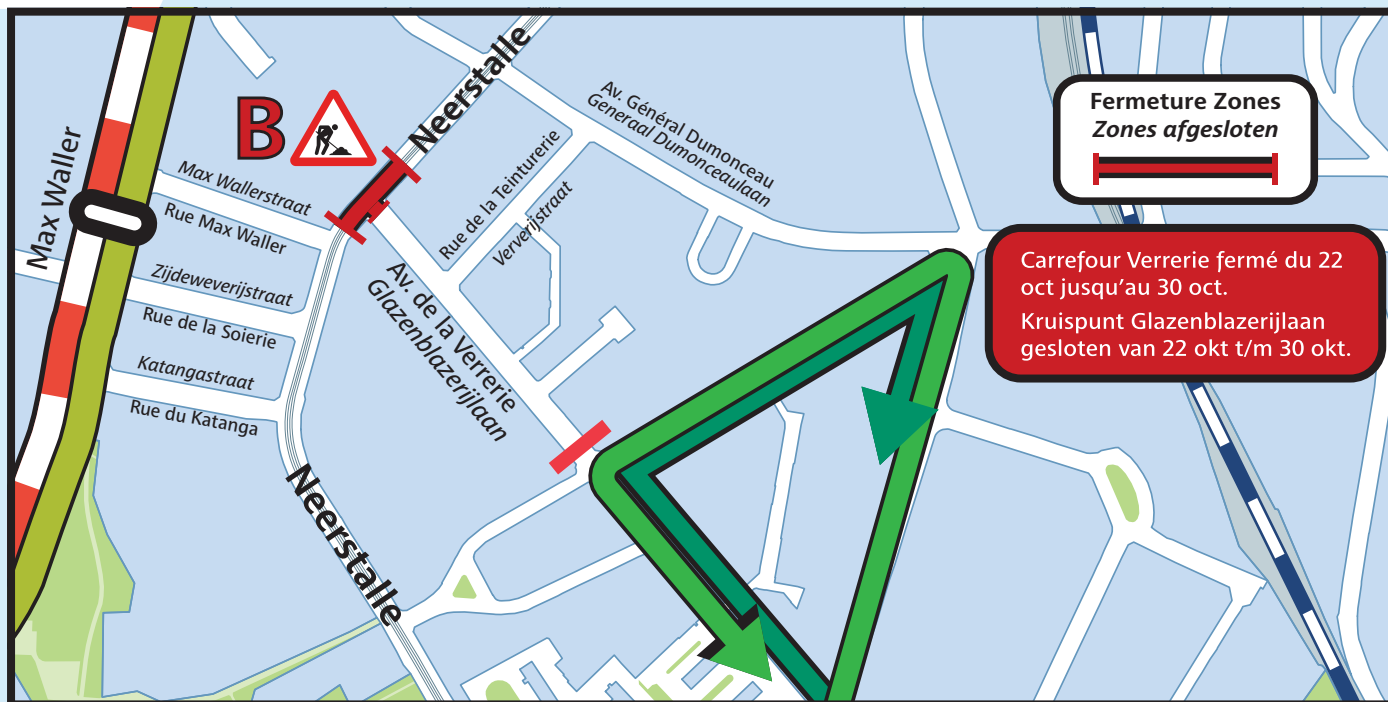 Neerstalle
B
Max Waller
Av. Général Dumonceau
Generaal Dumonceaulaan
Rue de la Teinturerie
Ververijstraat
Max Wallerstraat
Rue Max Waller
Zijdeweverijstraat
Rue de la Soierie
Katangastraat
Rue du Katanga
Av. de la Verrerie
Glazenblazerijlaan
Neerstalle
Fermeture Zones
Zones afgesloten
Carrefour Verrerie fermé du 22
oct jusqu'au 30 oct.
Kruispunt Glazenblazerijlaan
gesloten van 22 okt t/m 30 okt.